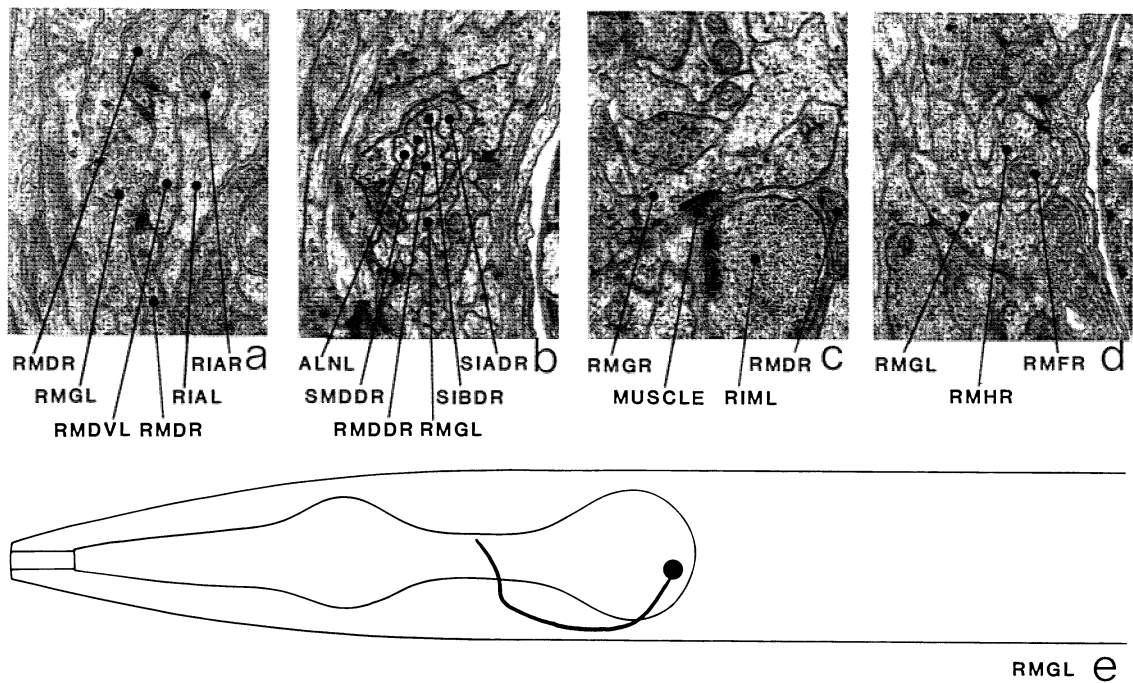 RMDR RIAR a
RMGL RIAL
RMDVL RMDR
ALNL SIADR b
SMDDR SIBDR
RMDDR RMGL
RMGR RMDR c
MUSCLE RIML
RMGL RMFR d
RMHR
RMGL e